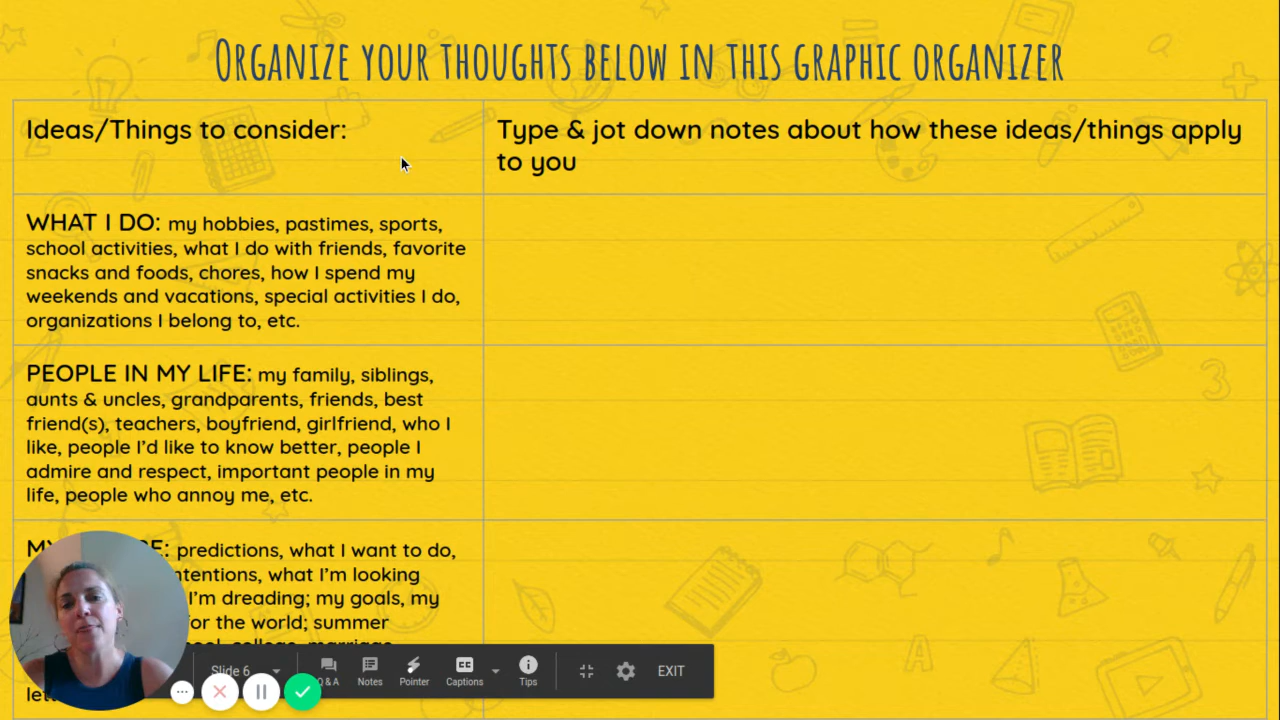 ORGANIZE YOUR THOUGHTS BELOW IN THIS GRAPHIC ORGANIZER
Ideas/Things to consider:
Type & jot down notes about how these ideas/things apply
to you
WHAT I DO: my hobbies, pastimes, sports,
school activities, what I do with friends, favorite
snacks and foods, chores, how I spend my
weekends and vacations, special activities I do,
organizations I belong to, etc.
PEOPLE IN MY LIFE: my family, siblings,
aunts & uncles, grandparents, friends, best
friend(s), teachers, boyfriend, girlfriend, who I
like, people I'd like to know better, people I
admire and respect, important people in my
life, people who annoy me, etc.
predictions, what I want to do,
what I'm looking
I'm dreading; my goals, my
for the world; summer
college, marriage
Slide 6
Q & A
Notes
Pointer
Captions
Tips
EXIT